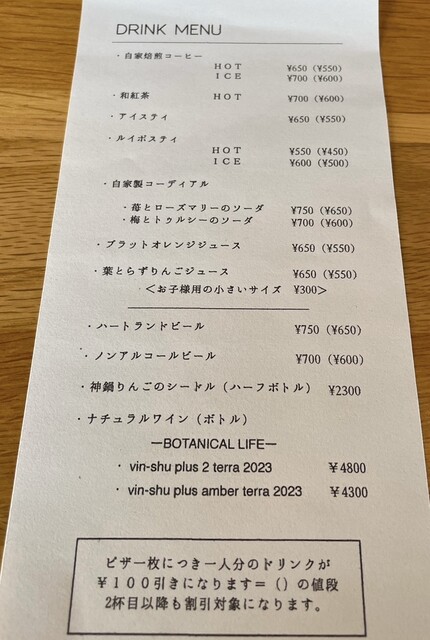 DRINK MENU
・自家焙煎コーヒー
HOT ¥650（¥550）
ICE ¥700（¥600）
・和紅茶 HOT ¥700（¥600）
・アイスティ ¥650（¥550）
・ルイボスティ
HOT ¥550（¥450）
ICE ¥600（¥500）
・自家製コーディアル
・苺とローズマリーのソーダ ¥750（¥650）
・梅とトゥルシーのソーダ ¥700（¥600）
・ブラットオレンジジュース ¥650（¥550）
・葉とらずりんごジュース ¥650（¥550）
＜お子様用の小さいサイズ ¥300＞
・ハートランドビール ¥750（¥650）
・ノンアルコールビール ¥700（¥600）
・神鍋りんごのシードル（ハーフボトル） ¥2300
・ナチュラルワイン（ボトル）
ーBOTANICAL LIFEー
・ vin-shu plus 2 terra 2023 ￥4800
・ vin-shu plus amber terra 2023 ￥4300
ピザ一枚につき一人分のドリンクが
￥１００引きになります＝（）の値段
2杯目以降も割引対象になります。